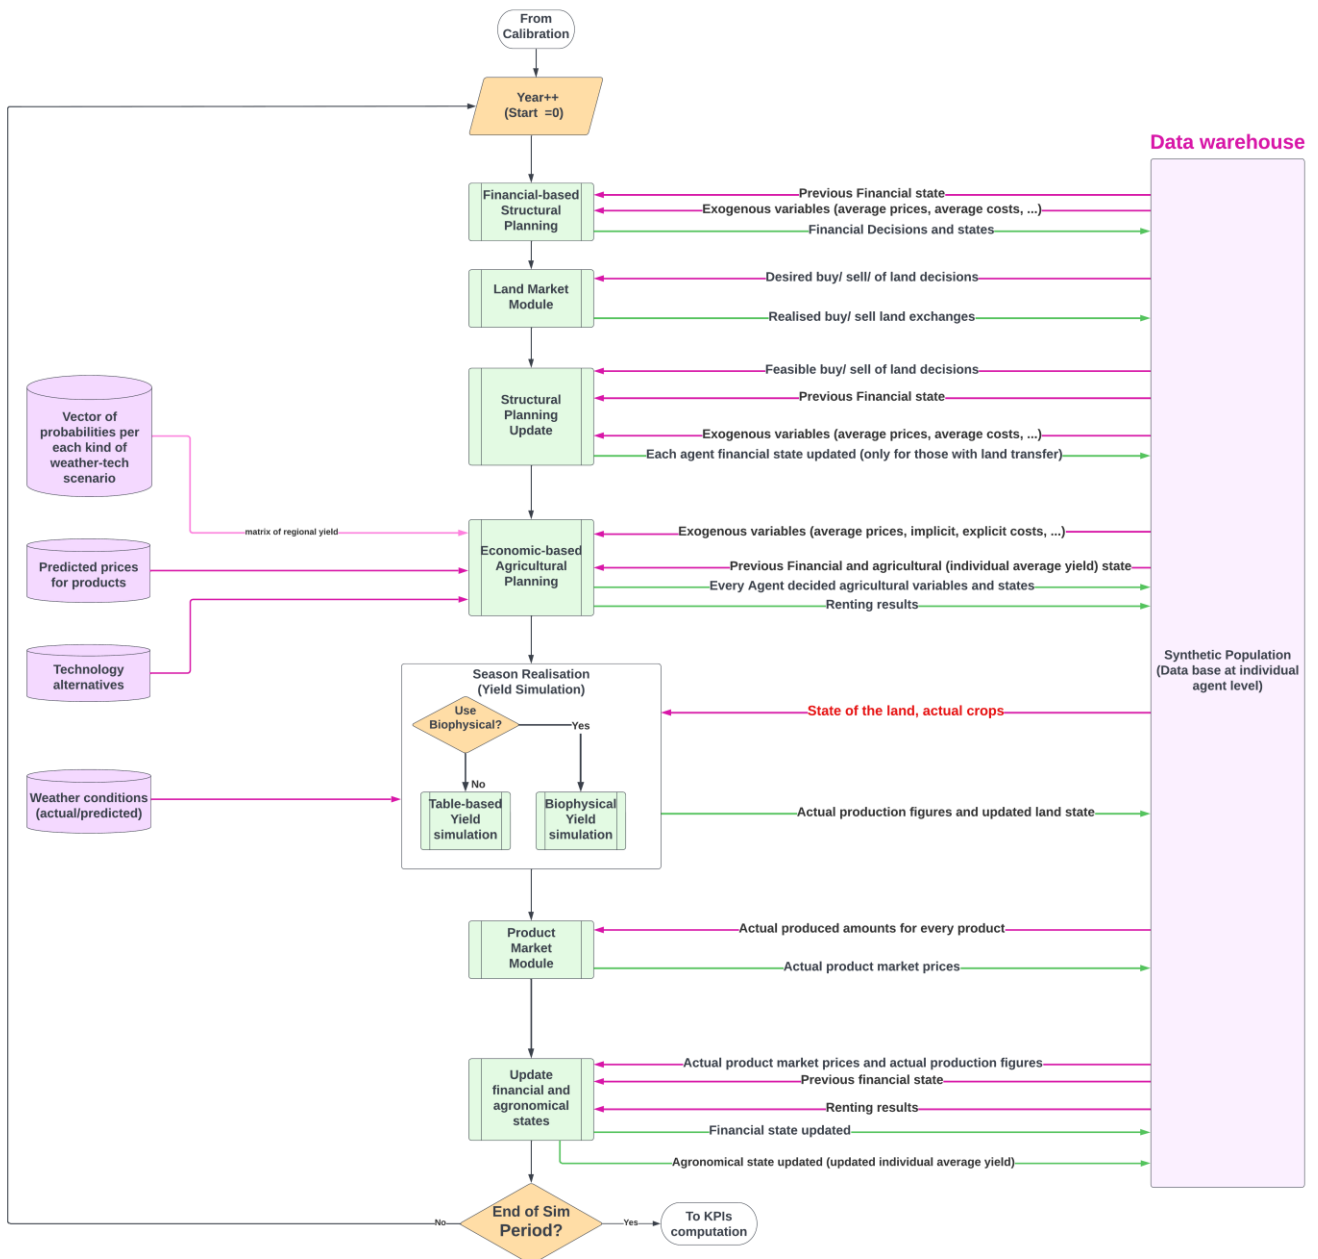 From
Calibration
Year++
(Start =0)
Data warehouse
Financial-based
Structural
Planning
Previous Financial state
Exogenous variables (average prices, average costs, ...)
Financial Decisions and states
Land Market
Module
Desired buy/ sell/ of land decisions
Realised buy/ sell land exchanges
Structural
Planning
Update
Feasible buy/ sell of land decisions
Previous Financial state
Exogenous variables (average prices, average costs, ...)
Each agent financial state updated (only for those with land transfer)
Vector of
probabilities per
each kind of
weather-tech
scenario
matrix of regional yield
Predicted prices
for products
Technology
alternatives
Economic-based
Agricultural
Planning
Exogenous variables (average prices, implicit, explicit costs, ...)
Previous Financial and agricultural (individual average yield) state
Every Agent decided agricultural variables and states
Renting results
Synthetic Population
(Data base at individual
agent level)
Season Realisation
(Yield Simulation)
Use
Biophysical?
Yes
No
Table-based
Yield
simulation
Biophysical
Yield
simulation
State of the land, actual crops
Weather conditions
(actual/predicted)
Actual production figures and updated land state
Product
Market
Module
Actual produced amounts for every product
Actual product market prices
Update
financial and
agronomical
states
Actual product market prices and actual production figures
Previous financial state
Renting results
Financial state updated
Agronomical state updated (updated individual average yield)
End of Sim
Period?
No
Yes
To KPIs
computation